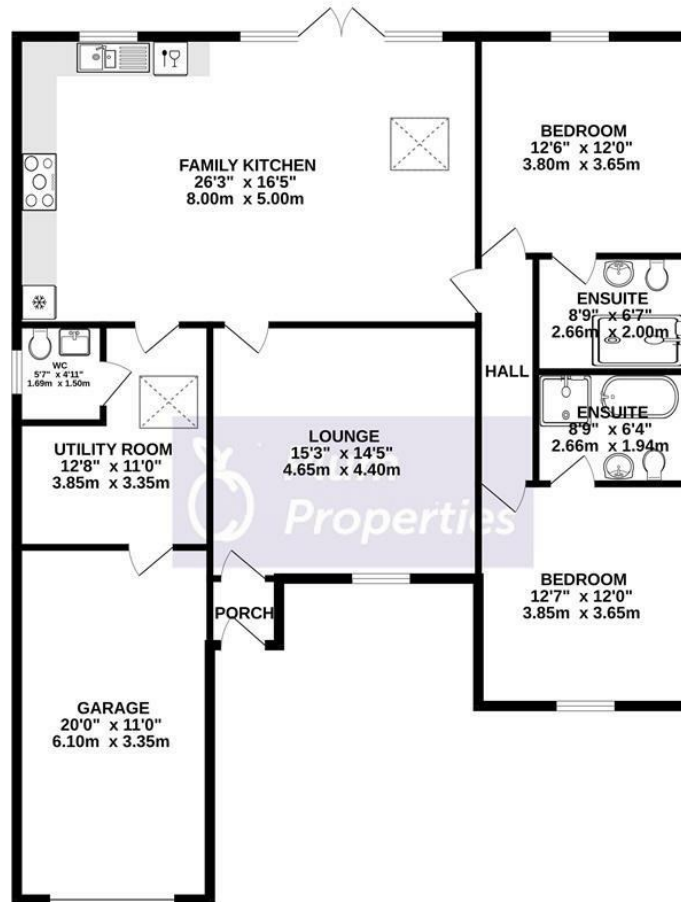 FAMILY KITCHEN
26'3" x 16'5"
8.00m x 5.00m
BEDROOM
12'6" x 12'0"
3.80m x 3.65m
ENSUITE
8'9" x 6'7"
2.66m x 2.00m
WC
5'7" x 4'11"
1.69m x 1.50m
HALL
ENSUITE
8'9" x 6'4"
2.66m x 1.94m
UTILITY ROOM
12'8" x 11'0"
3.85m x 3.35m
LOUNGE
15'3" x 14'5"
4.65m x 4.40m
Properties
BEDROOM
12'7" x 12'0"
3.85m x 3.65m
PORCH
GARAGE
20'0" x 11'0"
6.10m x 3.35m